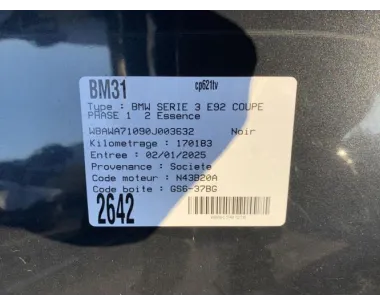 BM31 cp621tv
Type : BMW SERIE 3 E92 COUPE
PHASE 1 2 Essence
WBAWA71090J003632 Noir
Kilometrage : 170183
Entree : 02/01/2025
Provenance : Societe
Code moteur : N43B20A
Code boite : GS6-37BG
2642